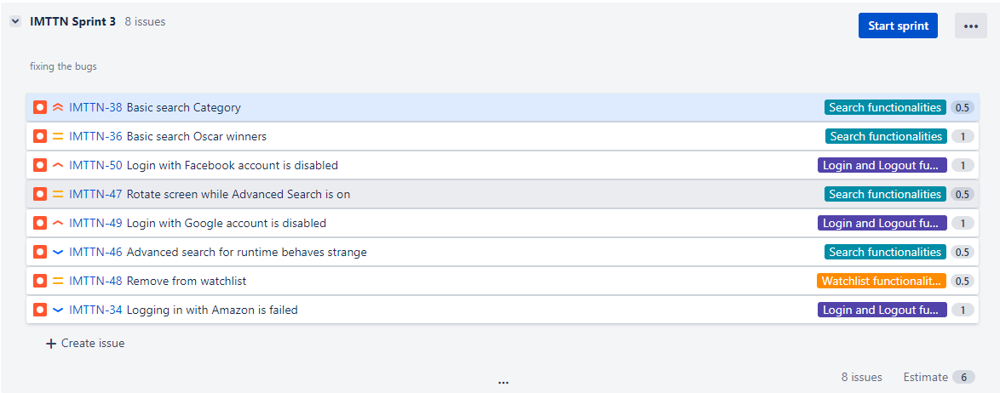 IMTTN Sprint 3 8 issues Start sprint •••
fixing the bugs
IMTTN-38 Basic search Category Search functionalities 0.5
IMTTN-36 Basic search Oscar winners Search functionalities 1
IMTTN-50 Login with Facebook account is disabled Login and Logout fu... 1
IMTTN-47 Rotate screen while Advanced Search is on Search functionalities 0.5
IMTTN-49 Login with Google account is disabled Login and Logout fu... 1
IMTTN-46 Advanced search for runtime behaves strange Search functionalities 0.5
IMTTN-48 Remove from watchlist Watchlist functionalit... 0.5
IMTTN-34 Logging in with Amazon is failed Login and Logout fu... 1
+ Create issue
... 8 issues Estimate 6